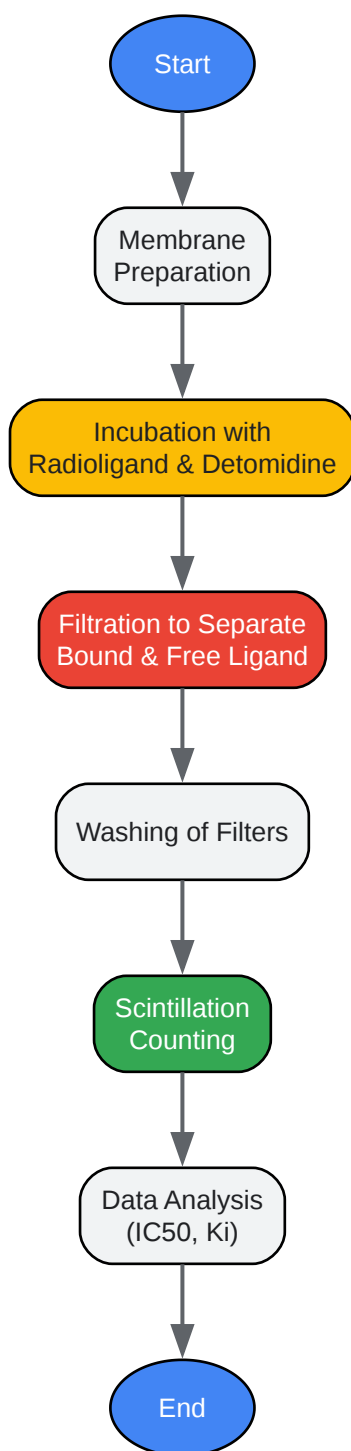 Start
Membrane
Preparation
Incubation with
Radioligand & Detomidine
Filtration to Separate
Bound & Free Ligand
Washing of Filters
Scintillation
Counting
Data Analysis
(IC50, Ki)
End